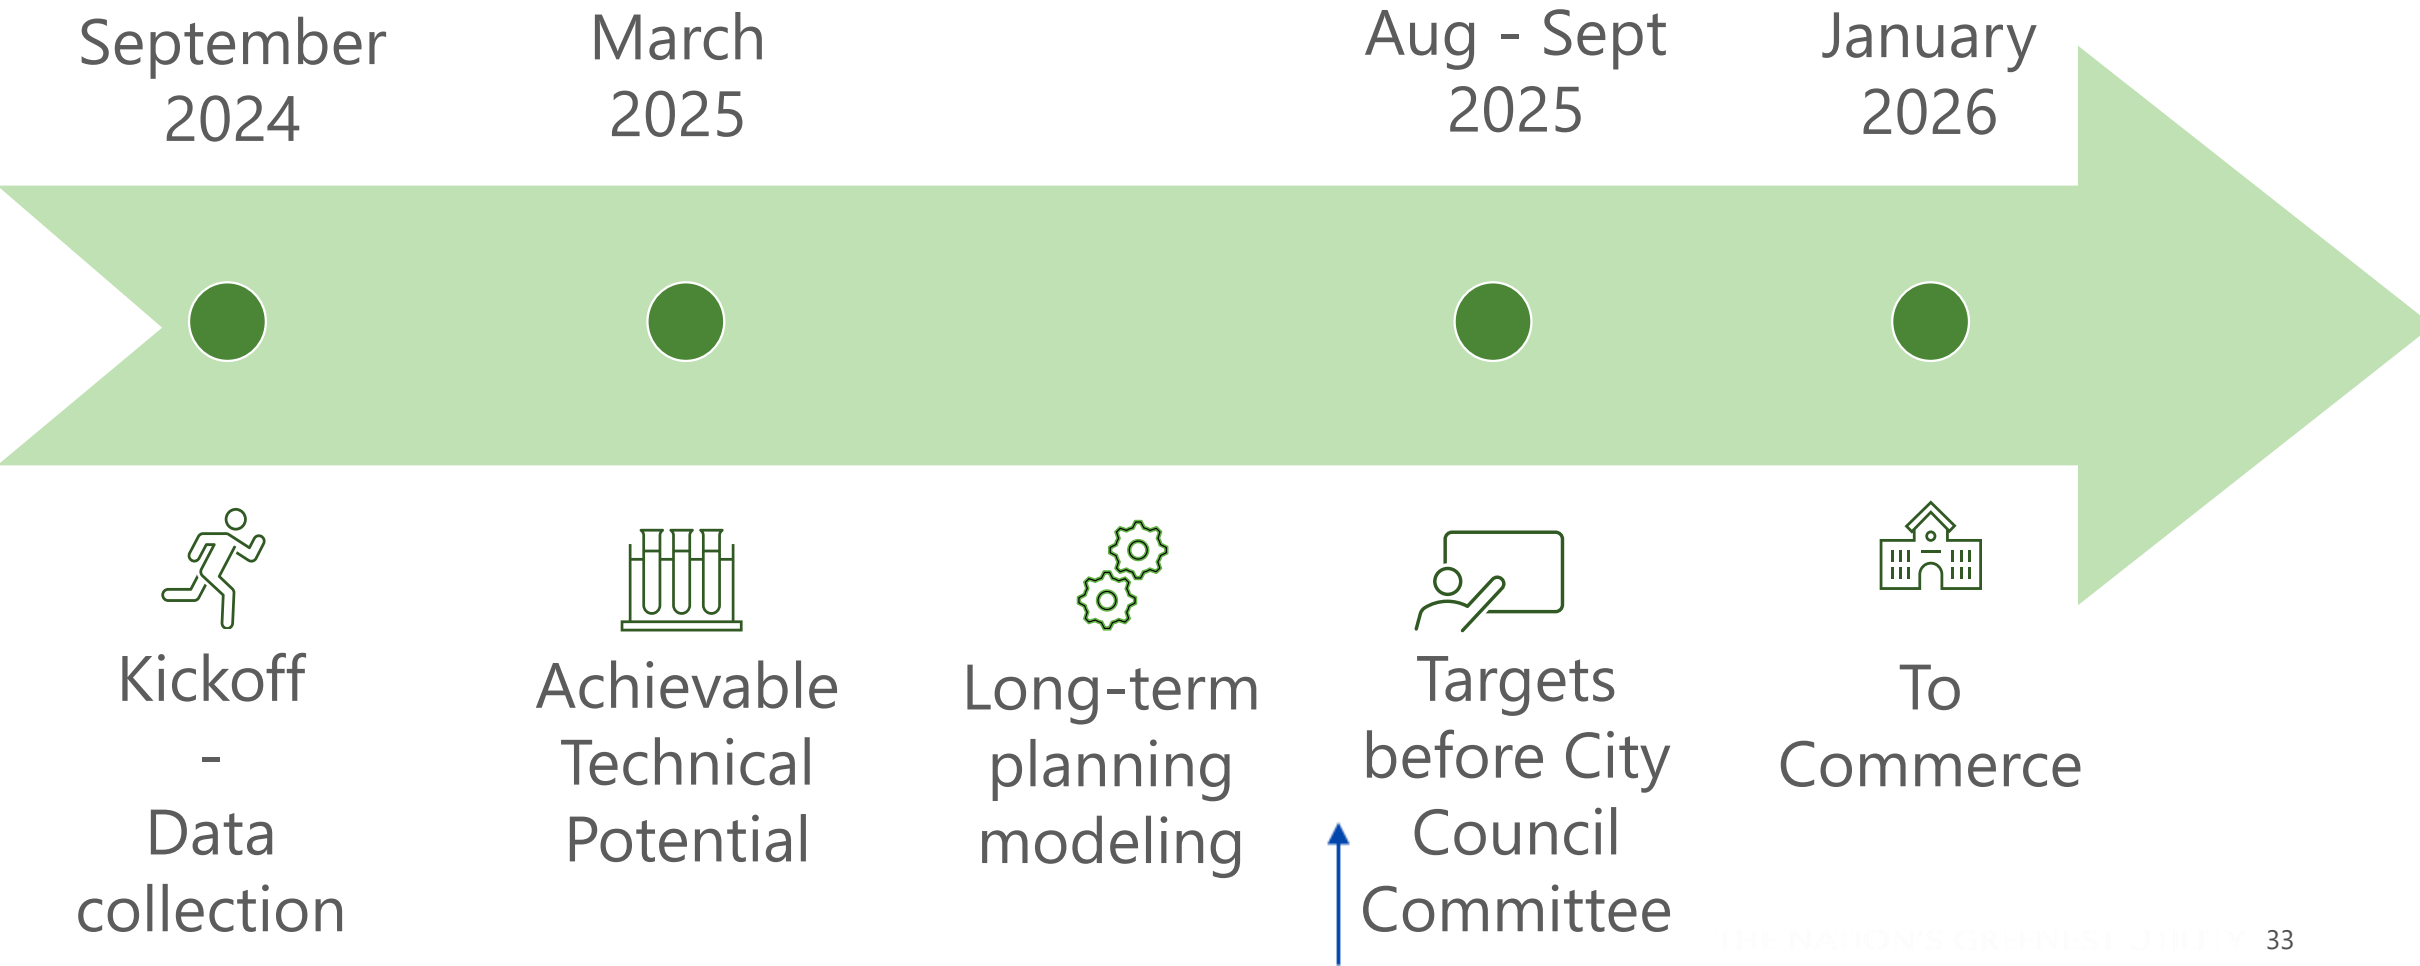 September
2024
March
2025
Aug - Sept
2025
January
2026
Kickoff
-
Data
collection
Achievable
Technical
Potential
Long-term
planning
modeling
Targets
before City
Council
Committee
To
Commerce
33